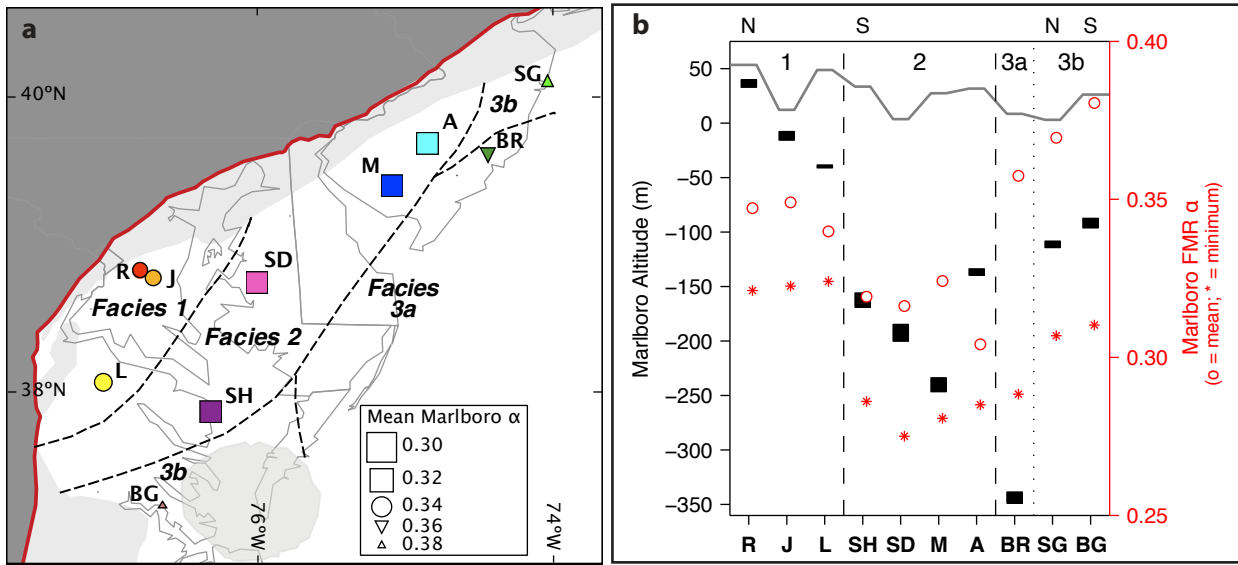 a
40°N
SG
3b
A
BR
M
R
J
SD
Facies
3a
Facies 1
Facies 2
L
38°N
SH
3b
BG
76°W
74°W
Mean Marlboro α
0.30
0.32
0.34
0.36
0.38
b
N S N S
1 2 3a 3b
50
0
−50
−100
−150
−200
−250
−300
−350
Marlboro Altitude (m)
0.40
0.35
0.30
0.25
Marlboro FMR α
(o = mean; * = minimum)
R J L SH SD M A BR SG BG